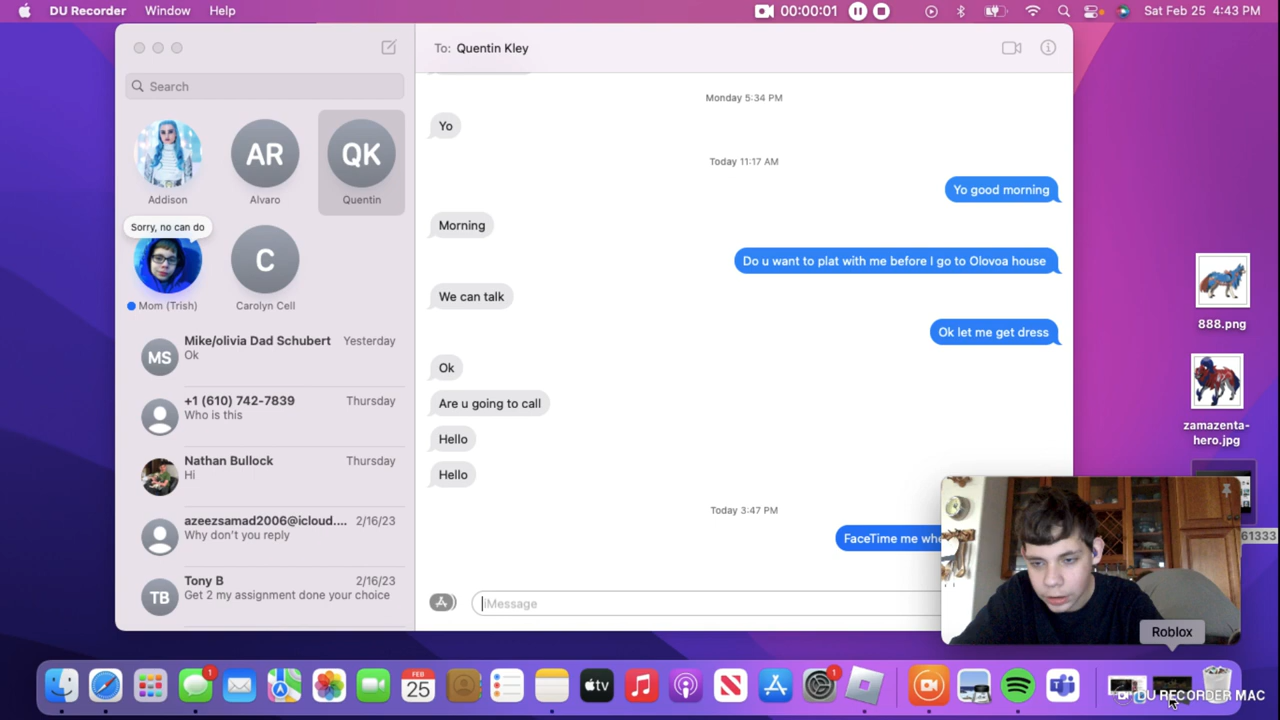 DU Recorder Window Help 00:00:01 Sat Feb 25 4:43 PM
To: Quentin Kley
Search
AR
QK
Addison
Alvaro
Quentin
Sorry, no can do
C
Mom (Trish)
Carolyn Cell
MS
Mike/olivia Dad Schubert Yesterday
Ok
+1 (610) 742-7839 Thursday
Who is this
Nathan Bullock Thursday
Hi
azeezsamad2006@icloud.... 2/16/23
Why don't you reply
TB
Tony B 2/16/23
Get 2 my assignment done your choice
Monday 5:34 PM
Yo
Today 11:17 AM
Yo good morning
Morning
Do u want to plat with me before I go to Olovoa house
We can talk
Ok let me get dress
Ok
Are u going to call
Hello
Hello
Today 3:47 PM
FaceTime me
iMessage
888.png
zamazenta-
hero.jpg
61333
Roblox
1
FEB
25
tv
1
DU RECORDER MAC